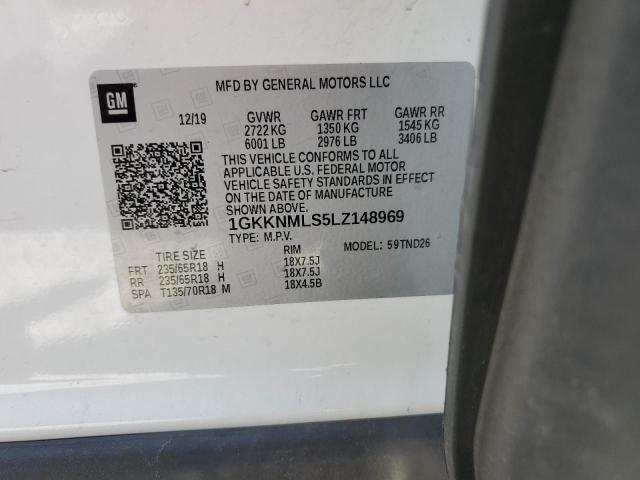 GM
MFD BY GENERAL MOTORS LLC
12/19 GVWR GAWR FRT GAWR RR
2722 KG 1350 KG 1545 KG
6001 LB 2976 LB 3406 LB
THIS VEHICLE CONFORMS TO ALL
APPLICABLE U.S. FEDERAL MOTOR
VEHICLE SAFETY STANDARDS IN EFFECT
ON THE DATE OF MANUFACTURE
SHOWN ABOVE.
1GKKNMLS5LZ148969
TYPE: M.P.V. MODEL: 59TND26
TIRE SIZE RIM
FRT 235/65R18 H 18X7.5J
RR 235/65R18 H 18X7.5J
SPA T135/70R18 M 18X4.5B